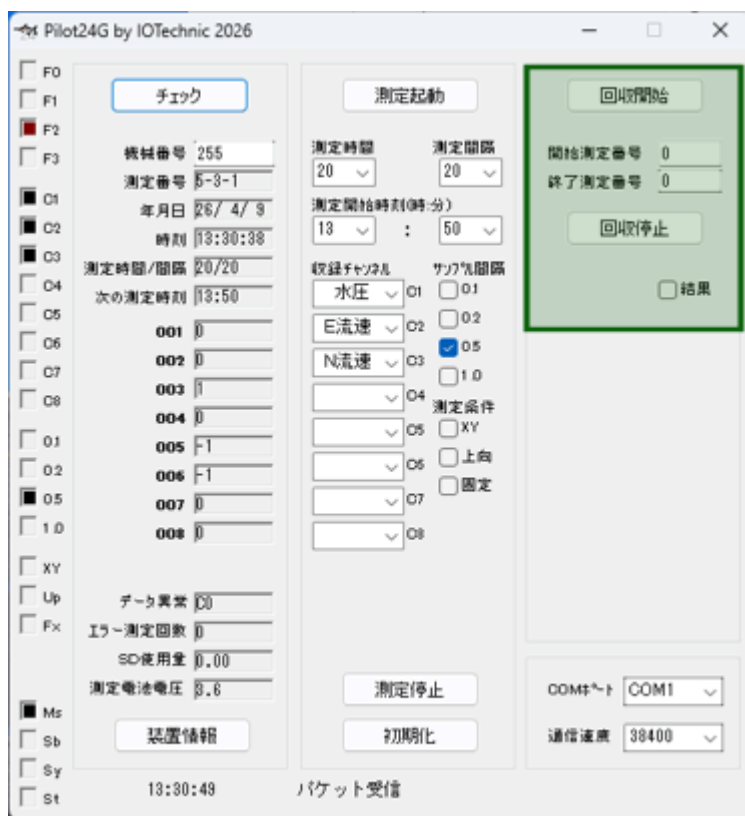 Pilot24G by IOTechnic 2026
F0
F1
F2
F3
C1
C2
C3
C4
C5
C6
C7
C8
0.1
0.2
0.5
1.0
XY
Up
Fx
Ms
Sb
Sy
St
チェック
機械番号 255
測定番号 5-3-1
年月日 26/ 4/ 9
時刻 13:30:38
測定時間/間隔 20/20
次の測定時刻 13:50
001 0
002 0
003 1
004 0
005 -1
006 -1
007 0
008 0
データ異常 C0
エラー測定回数 0
SD使用量 0.00
測定電池電圧 3.6
装置情報
測定起動
測定時間 測定間隔
20 20
測定開始時刻(時:分)
13 : 50
収録チャンネル サンプル間隔
水圧 C1 0.1
E流速 C2 0.2
N流速 C3 0.5
1.0
C4
測定条件
C5 XY
C6 上向
C7 固定
C8
測定停止
初期化
回収開始
開始測定番号 0
終了測定番号 0
回収停止
結果
COMポート COM1
通信速度 38400
13:30:49 パケット受信